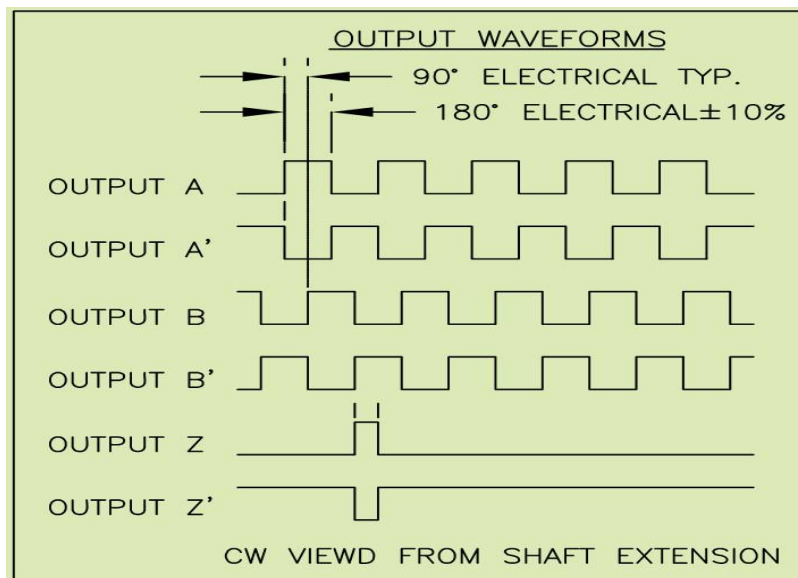 OUTPUT WAVEFORMS
90° ELECTRICAL TYP.
180° ELECTRICAL±10%
OUTPUT A
OUTPUT A'
OUTPUT B
OUTPUT B'
OUTPUT Z
OUTPUT Z'
CW VIEWD FROM SHAFT EXTENSION